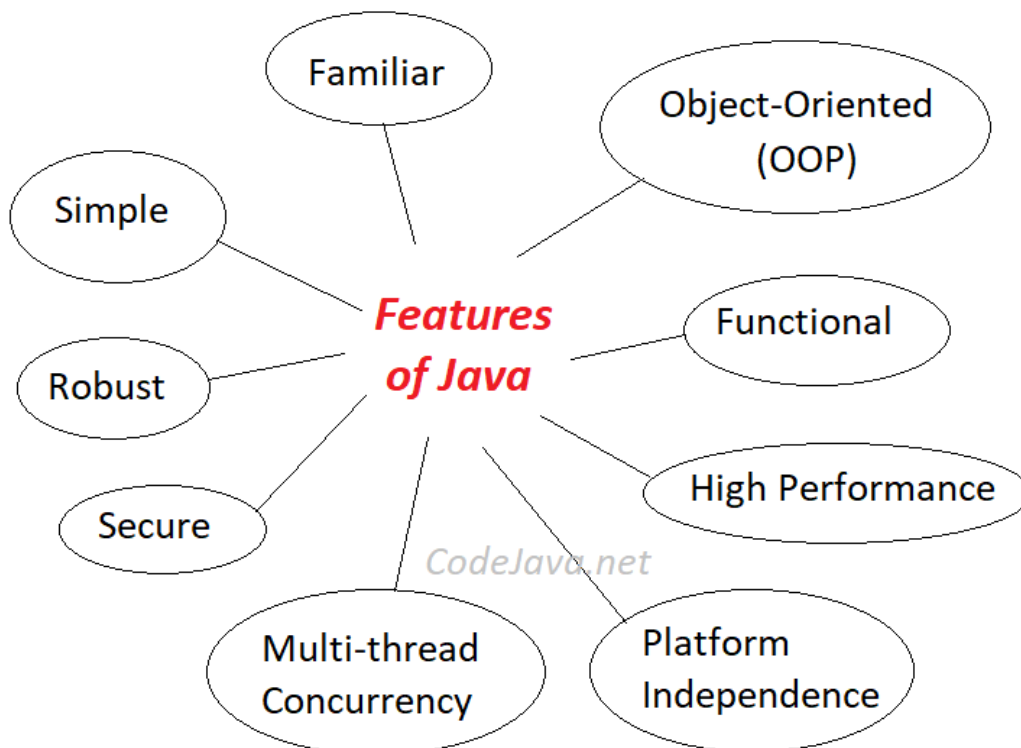 Familiar
Object-Oriented
(OOP)
Simple
Features
of Java
Functional
Robust
High Performance
Secure
CodeJava.net
Multi-thread
Concurrency
Platform
Independence